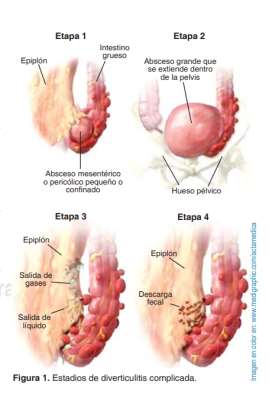 Etapa 1
Etapa 2
Epiplón
Intestino
grueso
Absceso grande que
se extiende dentro
de la pelvis
Absceso mesentérico
o pericólico pequeño o
confinado
Hueso pélvico
Etapa 3
Etapa 4
Epiplón
Salida de
gases
Salida de
líquido
Epiplón
Descarga
fecal
Figura 1. Estadios de diverticulitis complicada.
Imagen en color en: www.medigraphic.com/actamedica